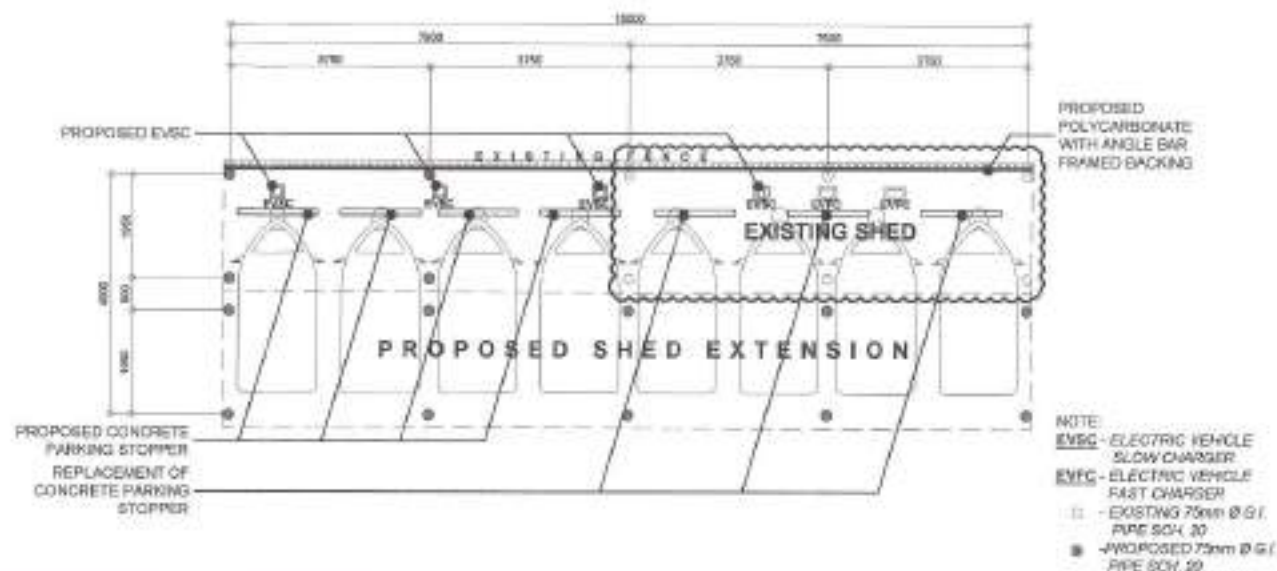 15000
7500 7500
3750 3750 3750 3750
PROPOSED EVSC
PROPOSED
POLYCARBONATE
WITH ANGLE BAR
FRAMED BACKING
EXISTING FENCE
EVSC EVSC EVSC EVSC EVFC EVFC
EXISTING SHED
PROPOSED SHED EXTENSION
PROPOSED CONCRETE
PARKING STOPPER
REPLACEMENT OF
CONCRETE PARKING
STOPPER
NOTE:
EVSC - ELECTRIC VEHICLE
SLOW CHARGER
EVFC - ELECTRIC VEHICLE
FAST CHARGER
- EXISTING 75mm Ø G.I.
PIPE SCH. 20
- PROPOSED 75mm Ø G.I.
PIPE SCH. 20